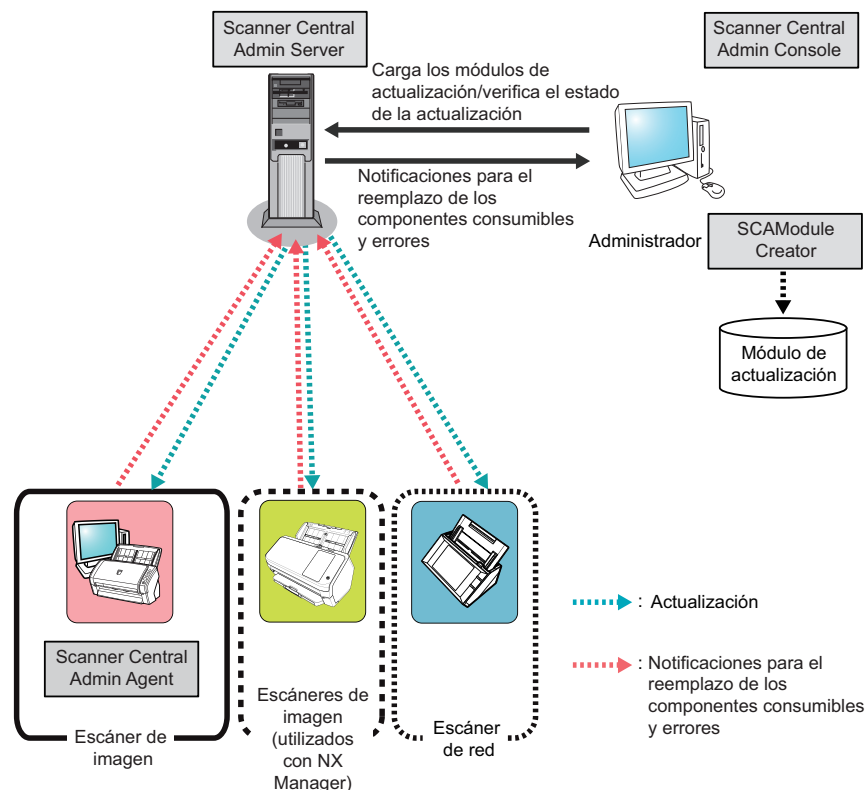 Scanner Central
Admin Server
Scanner Central
Admin Console
Carga los módulos de
actualización/verifica el estado
de la actualización
Notificaciones para el
reemplazo de los
componentes consumibles
y errores
Administrador
SCAModule
Creator
Módulo de
actualización
Scanner Central
Admin Agent
Escáner de
imagen
Escáneres de
imagen
(utilizados
con NX
Manager)
Escáner
de red
: Actualización
: Notificaciones para el
reemplazo de los
componentes consumibles
y errores